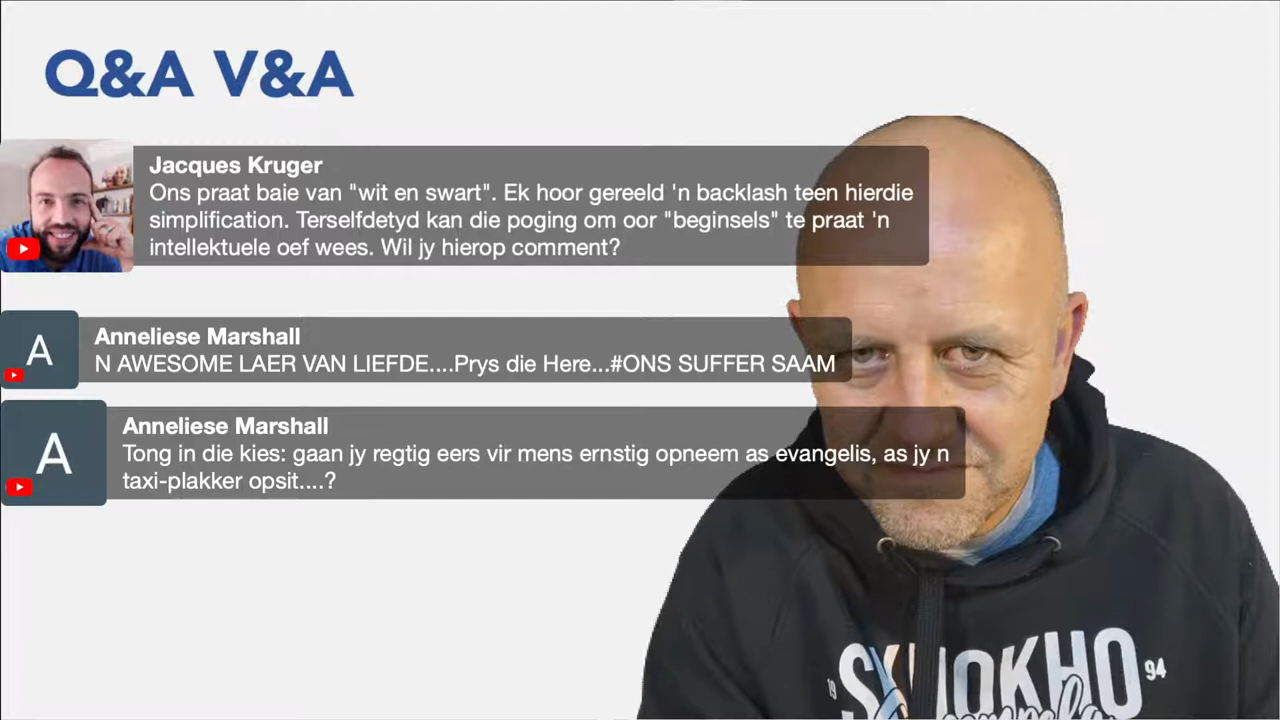 Q&A V&A
Jacques Kruger
Ons praat baie van "wit en swart". Ek hoor gereeld 'n backlash teen hierdie
simplification. Terselfdetyd kan die poging om oor "beginsels" te praat 'n
intellektuele oef wees. Wil jy hierop comment?
A
Anneliese Marshall
N AWESOME LAER VAN LIEFDE....Prys die Here...#ONS SUFFER SAAM
A
Anneliese Marshall
Tong in die kies: gaan jy regtig eers vir mens ernstig opneem as evangelis, as jy n
taxi-plakker opsit....?
19
94